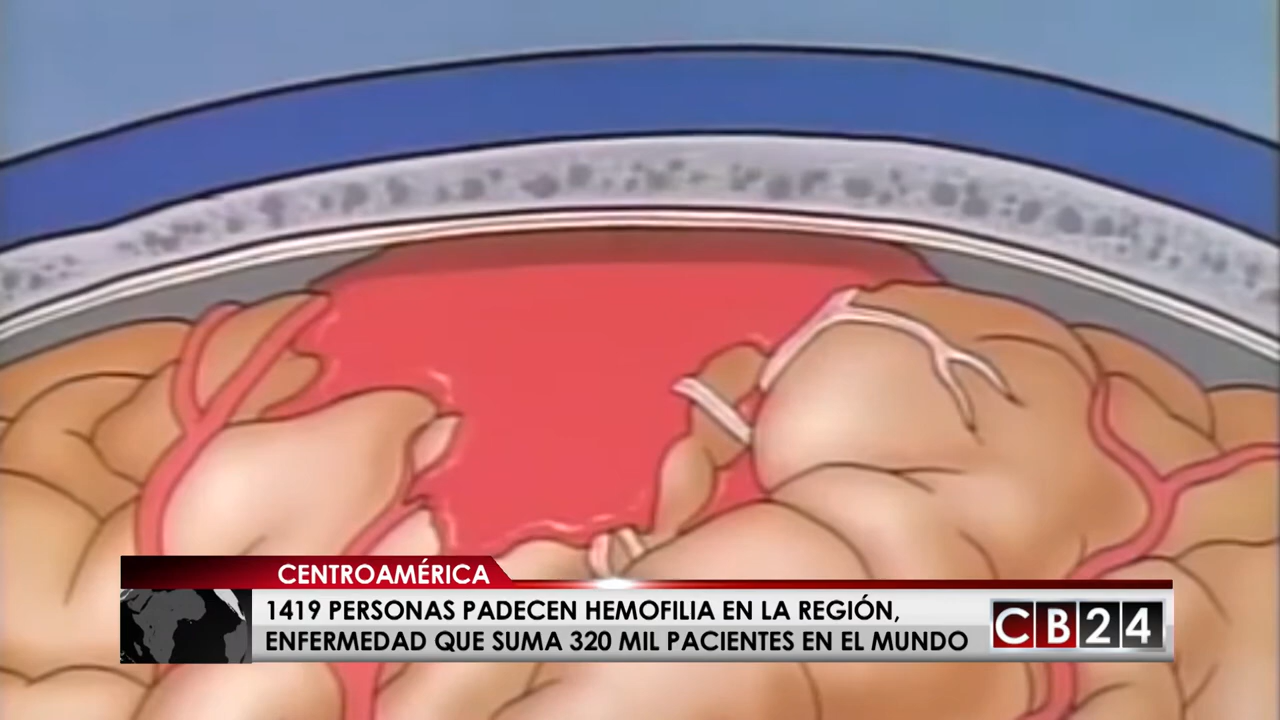 CENTROAMÉRICA
1419 PERSONAS PADECEN HEMOFILIA EN LA REGIÓN,
ENFERMEDAD QUE SUMA 320 MIL PACIENTES EN EL MUNDO
CB24